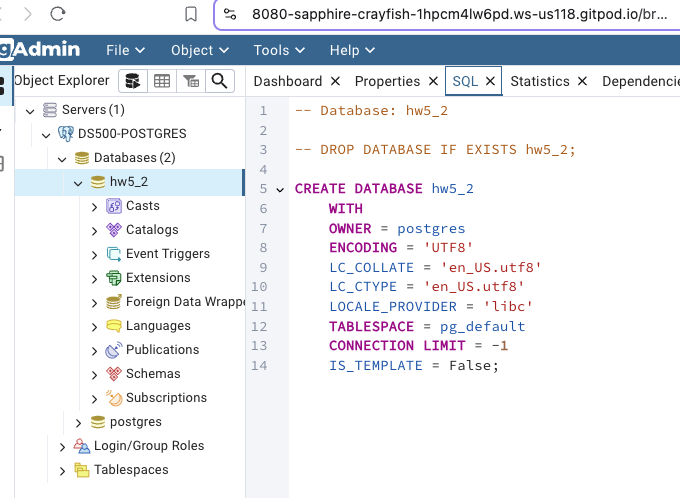 8080-sapphire-crayfish-1hpcm4lw6pd.ws-us118.gitpod.io/br...
gAdmin File Object Tools Help
Object Explorer
Dashboard Properties SQL Statistics Dependencie
Servers (1)
DS500-POSTGRES
Databases (2)
hw5_2
Casts
Catalogs
Event Triggers
Extensions
Foreign Data Wrappe
Languages
Publications
Schemas
Subscriptions
postgres
Login/Group Roles
Tablespaces
1 -- Database: hw5_2
2
3 -- DROP DATABASE IF EXISTS hw5_2;
4
5 CREATE DATABASE hw5_2
6 WITH
7 OWNER = postgres
8 ENCODING = 'UTF8'
9 LC_COLLATE = 'en_US.utf8'
10 LC_CTYPE = 'en_US.utf8'
11 LOCALE_PROVIDER = 'libc'
12 TABLESPACE = pg_default
13 CONNECTION LIMIT = -1
14 IS_TEMPLATE = False;